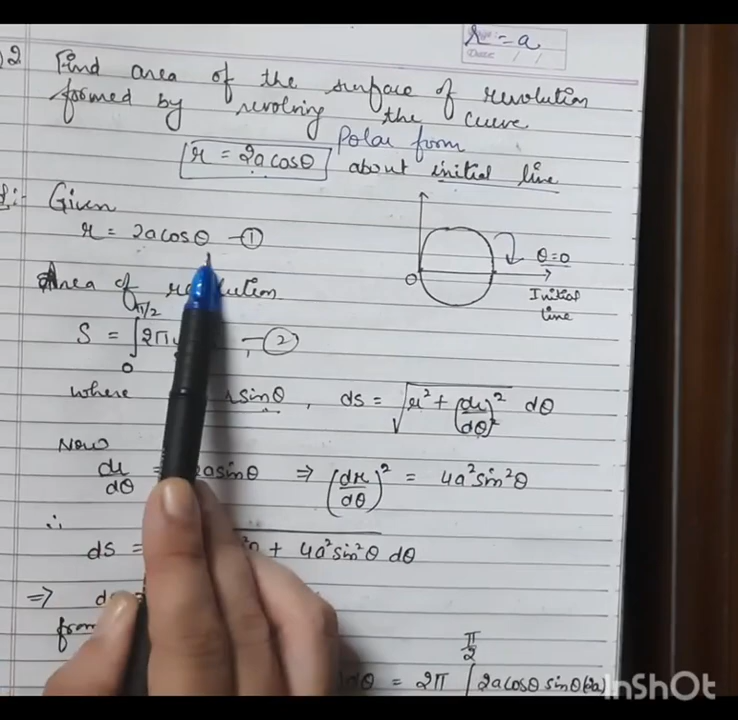 r = a
Date: / /
2 Find area of the surface of revolution
formed by revolving the curve
Polar form
r = 2a cosθ about initial line
Given
r = 2a cosθ —①
θ=0
Initial
line
Area of
S = ∫ 2π —②
π/2
0
where sinθ , ds = √(r² + (dr/dθ)²) dθ
Now
dr/dθ = asinθ ⇒ (dr/dθ)² = 4a²sin²θ
∴
ds = + 4a²sin²θ dθ
⇒
from
dθ = 2π ∫ 2a cosθ sinθ (2a)
π/2
InShOt